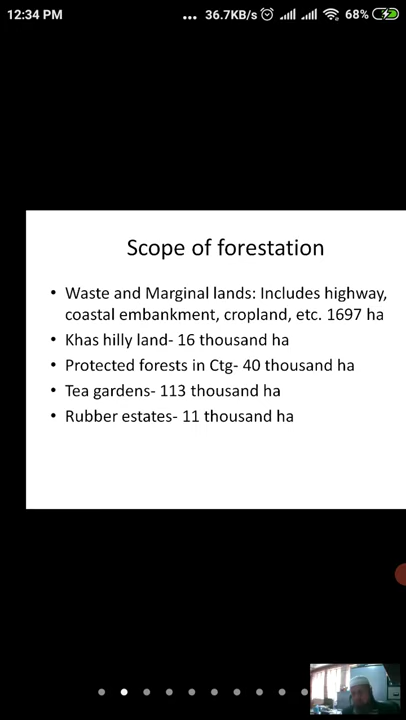 12:34 PM
... 36.7KB/s 68%
Scope of forestation
• Waste and Marginal lands: Includes highway,
coastal embankment, cropland, etc. 1697 ha
• Khas hilly land- 16 thousand ha
• Protected forests in Ctg- 40 thousand ha
• Tea gardens- 113 thousand ha
• Rubber estates- 11 thousand ha